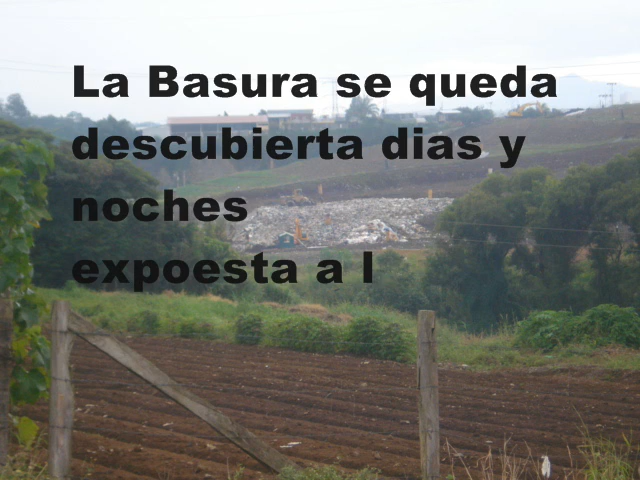 La Basura se queda
descubierta dias y
noches
expoesta a l